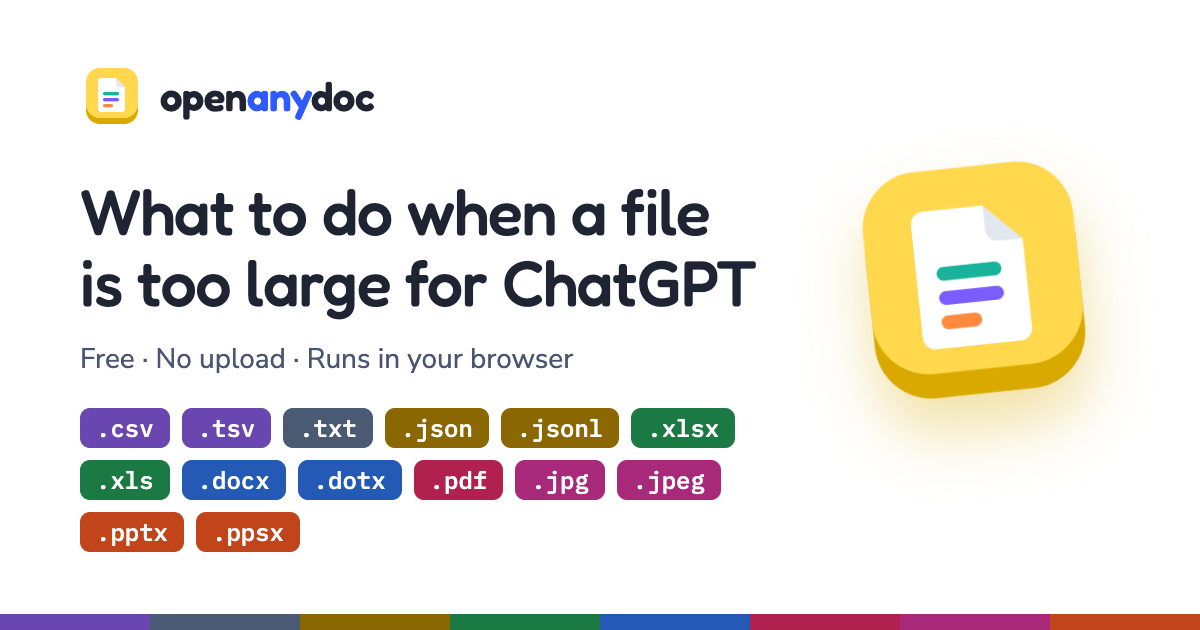 openanydoc
What to do when a file
is too large for ChatGPT
Free · No upload · Runs in your browser
.csv .tsv .txt .json .jsonl .xlsx
.xls .docx .dotx .pdf .jpg .jpeg
.pptx .ppsx